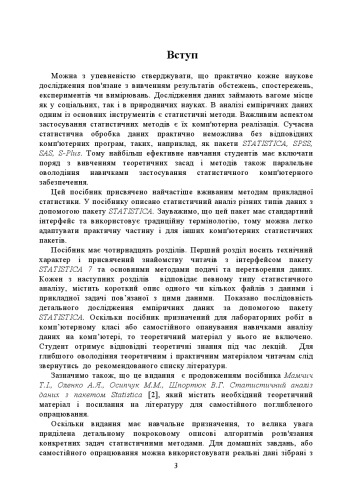 Вступ
Можна з упевненістю стверджувати, що практично кожне наукове
дослідження пов'язане з вивченням результатів обстежень, спостережень,
експериментів чи вимірювань. Дослідження даних займають вагоме місце
як у соціальних, так і в природничих науках. В аналізі емпіричних даних
одним із основних інструментів є статистичні методи. Важливим аспектом
застосування статистичних методів є їх комп'ютерна реалізація. Сучасна
статистична обробка даних практично неможлива без відповідних
комп'ютерних програм, таких, наприклад, як пакети STATISTICA, SPSS,
SAS, S-Plus. Тому найбільш ефективне навчання студентів має включати
поряд з вивченням теоретичних засад і методів також паралельне
оволодіння навичками застосування статистичного комп'ютерного
забезпечення.
Цей посібник присвячено найчастіше вживаним методам прикладної
статистики. У посібнику описано статистичний аналіз різних типів даних з
допомогою пакету STATISTICA. Зауважимо, що цей пакет має стандартний
інтерфейс та використовує традиційну термінологію, тому можна легко
адаптувати практичну частину і для інших комп'ютерних статистичних
пакетів.
Посібник має чотиринадцять розділів. Перший розділ носить технічний
характер і присвячений знайомству читачів з інтерфейсом пакету
STATISTICA 7 та основними методами подачі та перетворення даних.
Кожен з наступних розділів відповідає певному типу статистичного
аналізу, містить короткий опис одного чи кількох файлів з даними і
прикладної задачі пов'язаної з цими даними. Показано послідовність
детального дослідження емпіричних даних за допомогою пакету
STATISTICA. Оскільки посібник призначений для лабораторних робіт в
комп'ютерному класі або самостійного опанування навичками аналізу
даних на комп'ютері, то теоретичний матеріал у нього не включено.
Студент отримує відповідні теоретичні знання під час лекцій. Для
глибшого оволодіння теоретичним і практичним матеріалом читачам слід
звернутись до рекомендованого списку літератури.
Зазначимо також, що це видання є продовженням посібника Мамчич
Т.І., Оленко А.Я., Осипчук М.М., Шпортюк В.Г. Статистичний аналіз
даних з пакетом Statistica [2], який містить необхідний теоретичний
матеріал і посилання на літературу для самостійного поглибленого
опрацювання.
Оскільки видання має навчальне призначення, то велика увага
приділена детальному покроковому описові алгоритмів розв'язання
конкретних задач статистичними методами. Для домашніх завдань, або
самостійного опрацювання можна використовувати реальні дані зібрані з
3